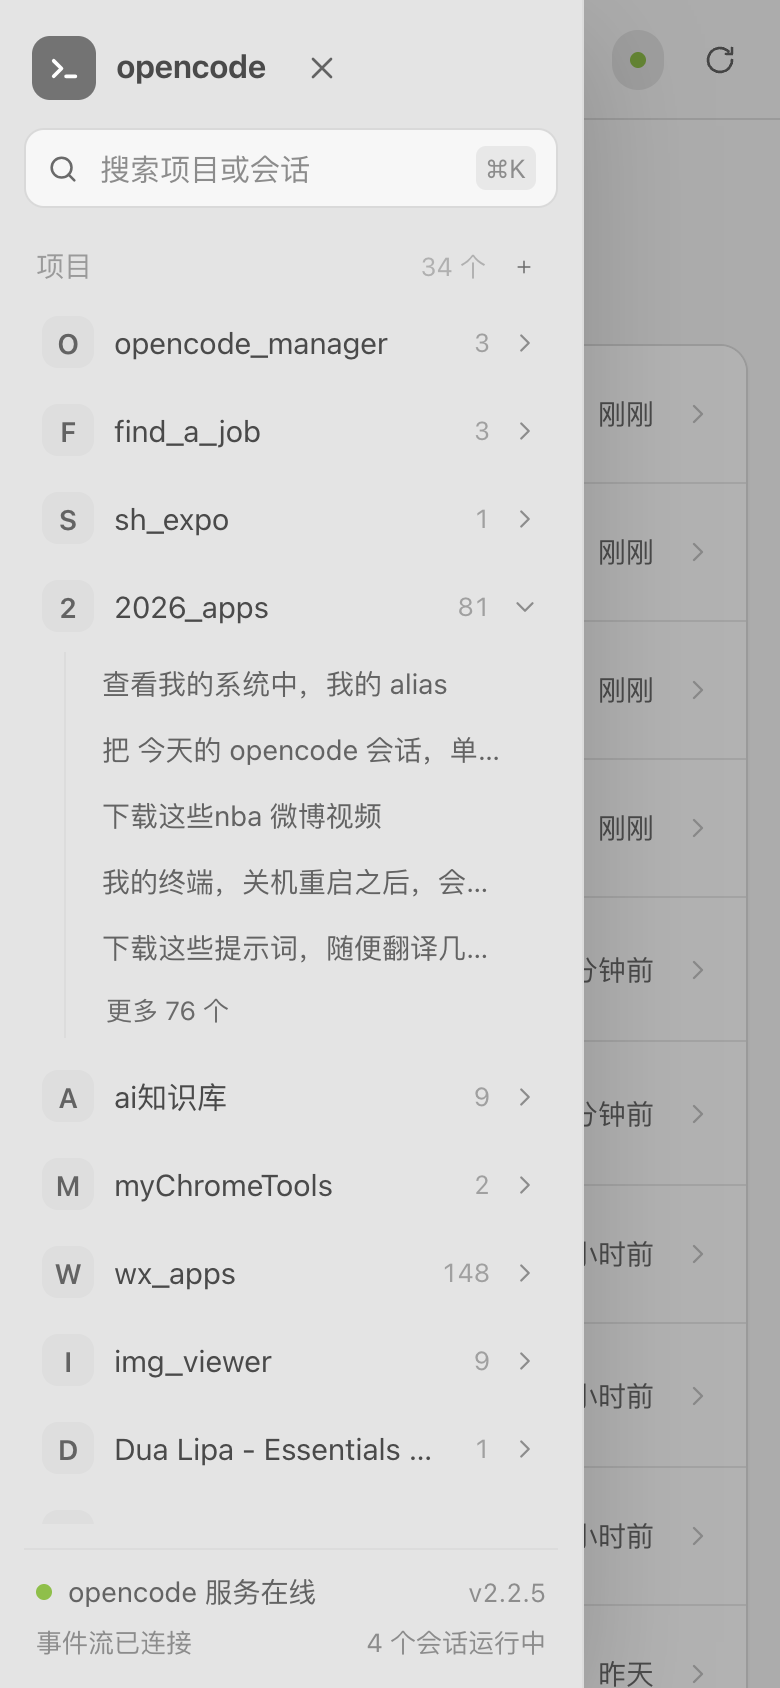 opencode
搜索项目或会话 ⌘K
项目 34 个 +
O opencode_manager 3
F find_a_job 3
S sh_expo 1
2 2026_apps 81
查看我的系统中，我的 alias
把 今天的 opencode 会话，单...
下载这些nba 微博视频
我的终端，关机重启之后，会...
下载这些提示词，随便翻译几...
更多 76 个
A ai知识库 9
M myChromeTools 2
W wx_apps 148
I img_viewer 9
D Dua Lipa - Essentials ... 1
opencode 服务在线 v2.2.5
事件流已连接 4 个会话运行中
刚刚
刚刚
刚刚
刚刚
分钟前
分钟前
小时前
小时前
小时前
昨天